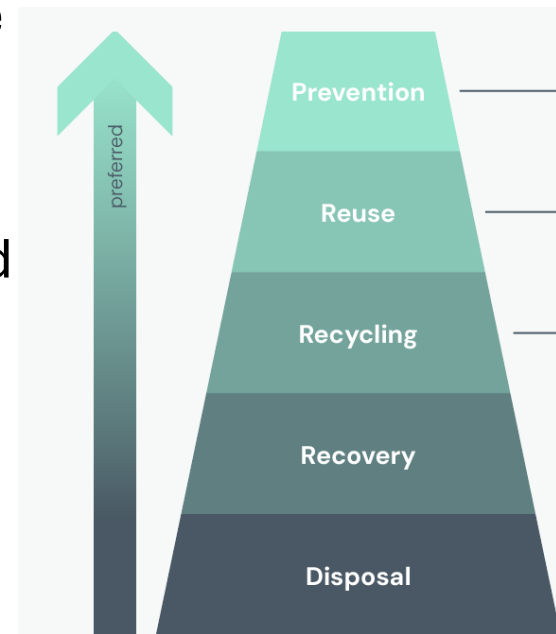 e
d
preferred
Prevention
Reuse
Recycling
Recovery
Disposal